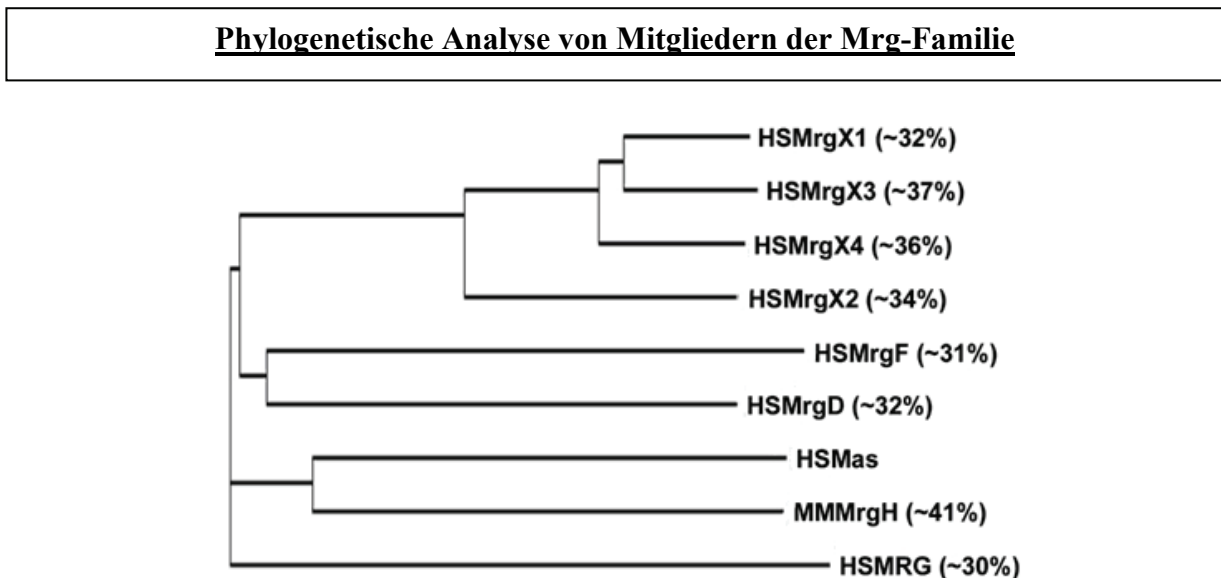 Phylogenetische Analyse von Mitgliedern der Mrg-Familie
HSMrgX1 (~32%)
HSMrgX3 (~37%)
HSMrgX4 (~36%)
HSMrgX2 (~34%)
HSMrgF (~31%)
HSMrgD (~32%)
HSMas
MMMrgH (~41%)
HSMRG (~30%)